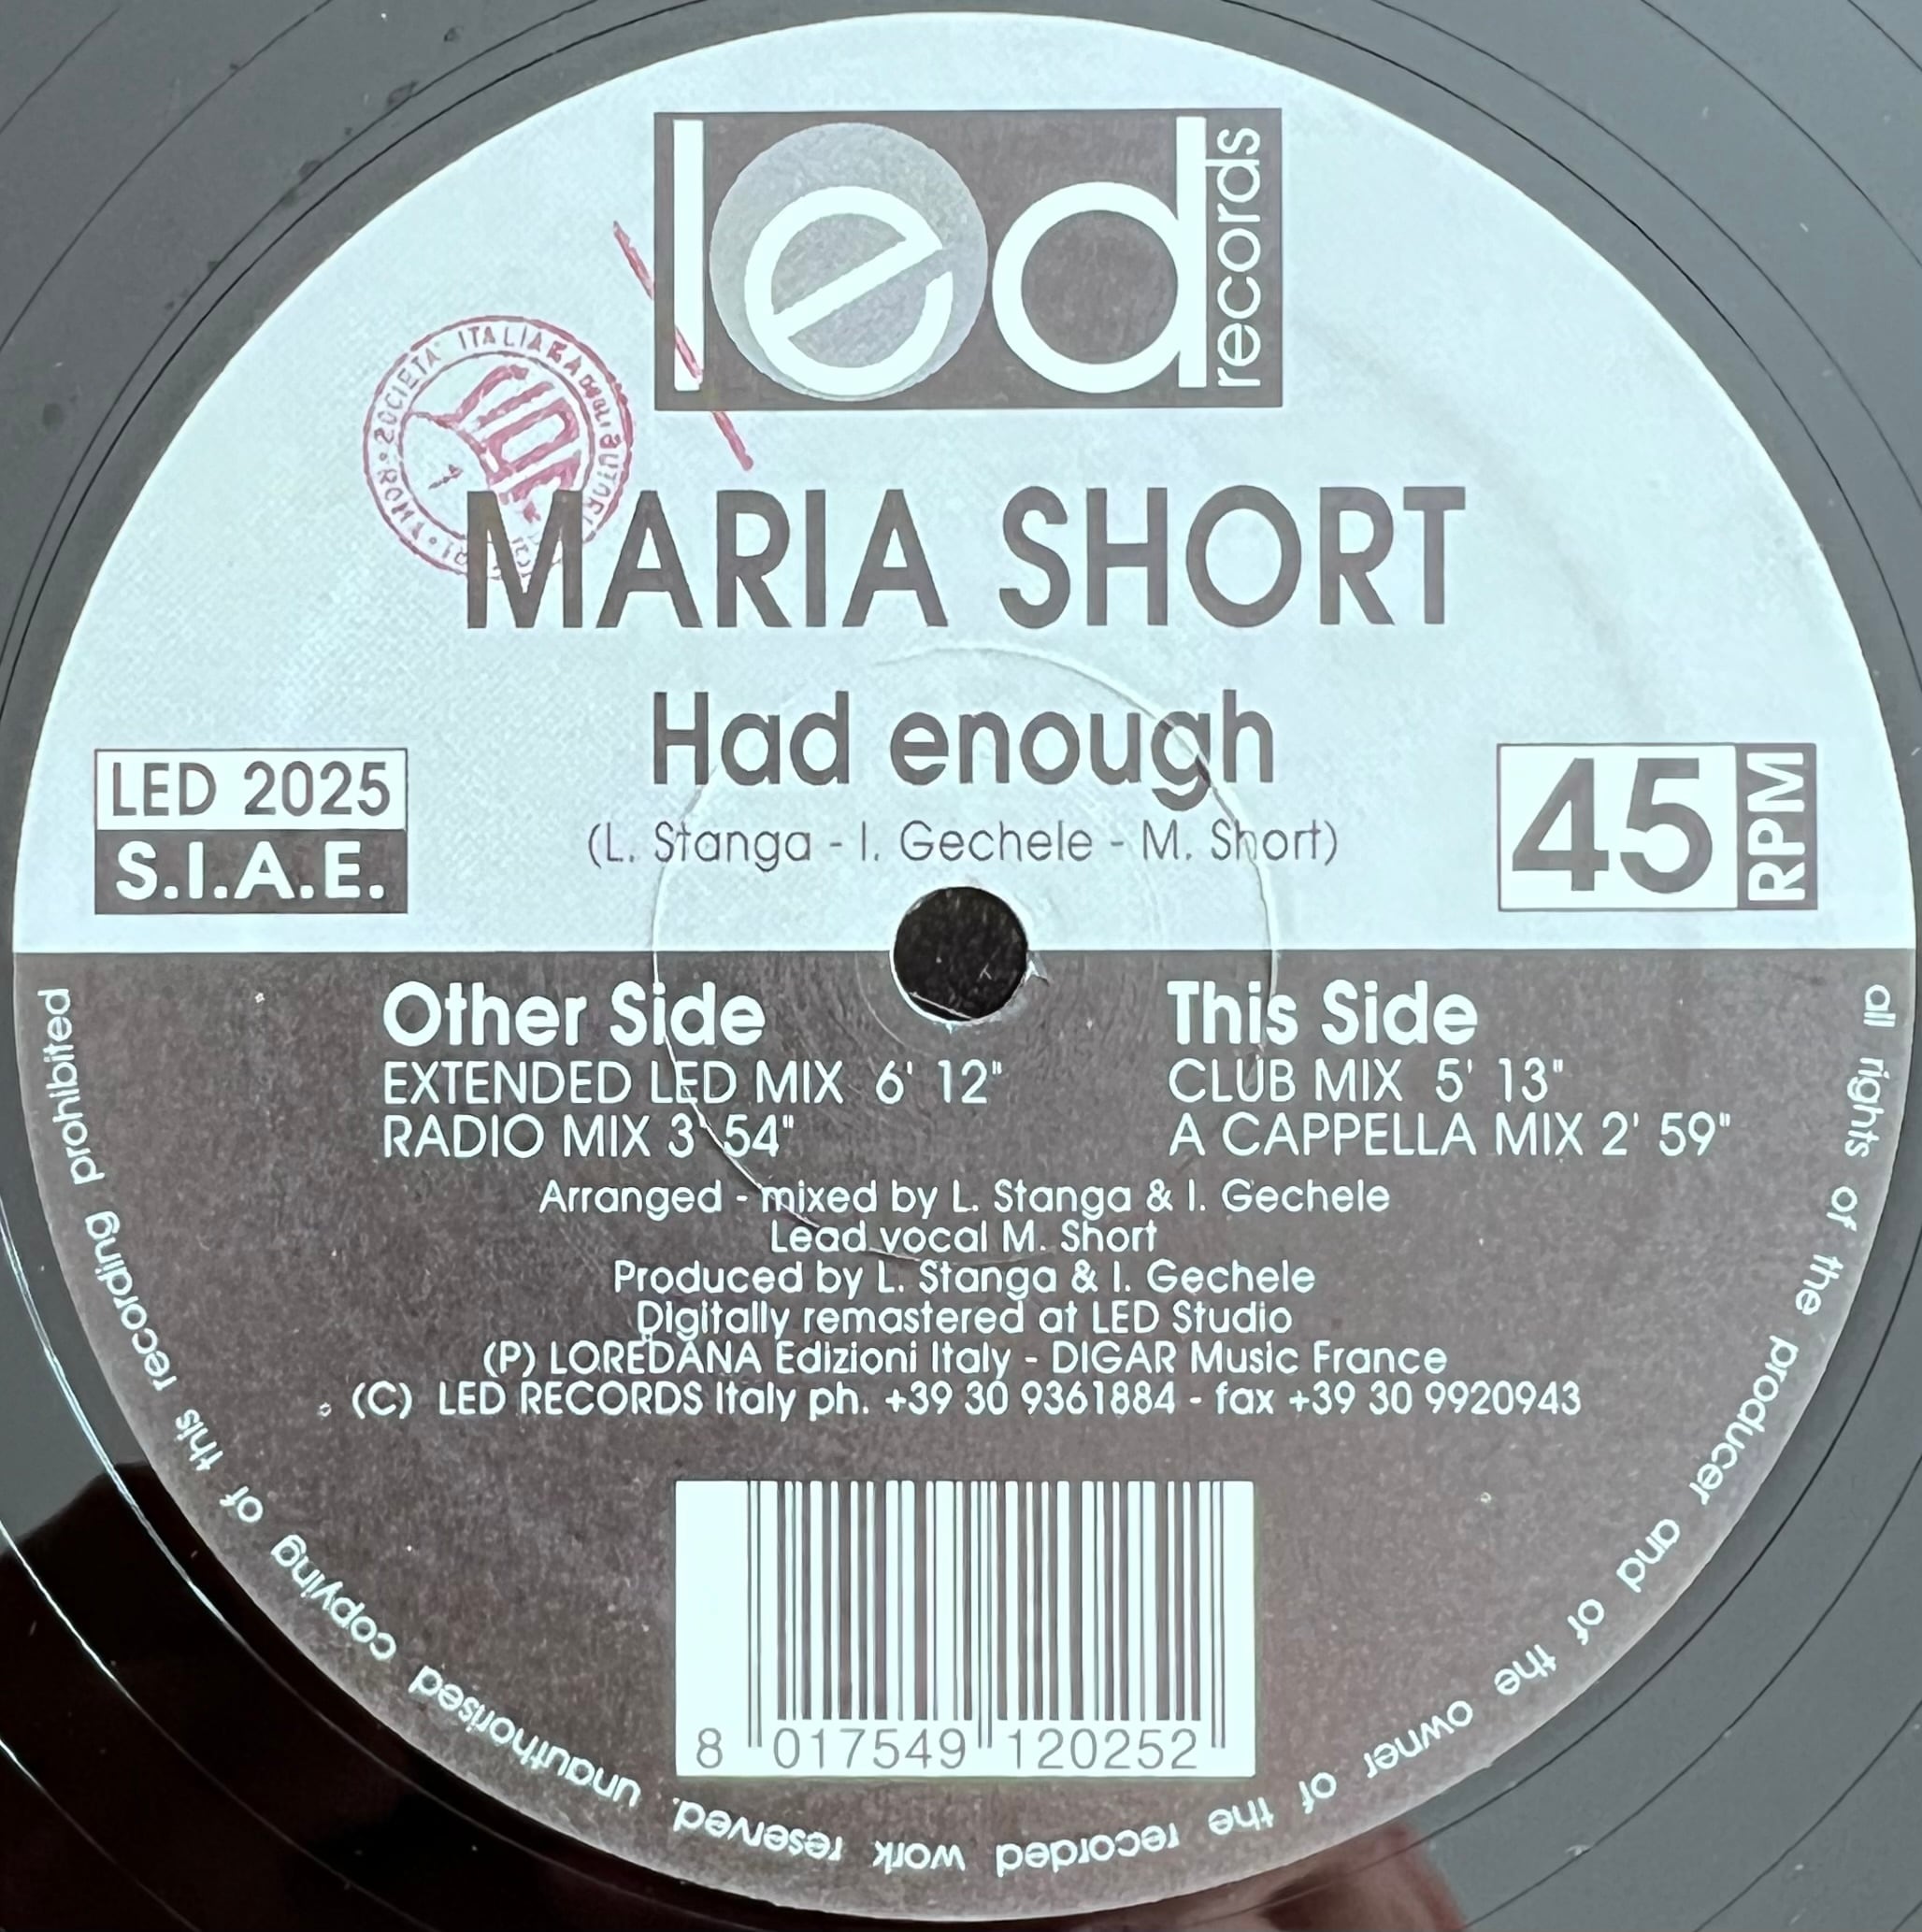 led records
SOCIETA' ITALIANA DEGLI AUTORI
MARIA SHORT
Had enough
(L. Stanga - I. Gechele - M. Short)
LED 2025
S.I.A.E.
45 RPM
Other Side
EXTENDED LED MIX 6' 12"
RADIO MIX 3' 54"
This Side
CLUB MIX 5' 13"
A CAPPELLA MIX 2' 59"
Arranged - mixed by L. Stanga & I. Gechele
Lead vocal M. Short
Produced by L. Stanga & I. Gechele
Digitally remastered at LED Studio
(P) LOREDANA Edizioni Italy - DIGAR Music France
(C) LED RECORDS Italy ph. +39 30 9361884 - fax +39 30 9920943
8 017549 120252
all rights of the producer and of the owner of the recorded work reserved. unauthorised copying of this recording prohibited